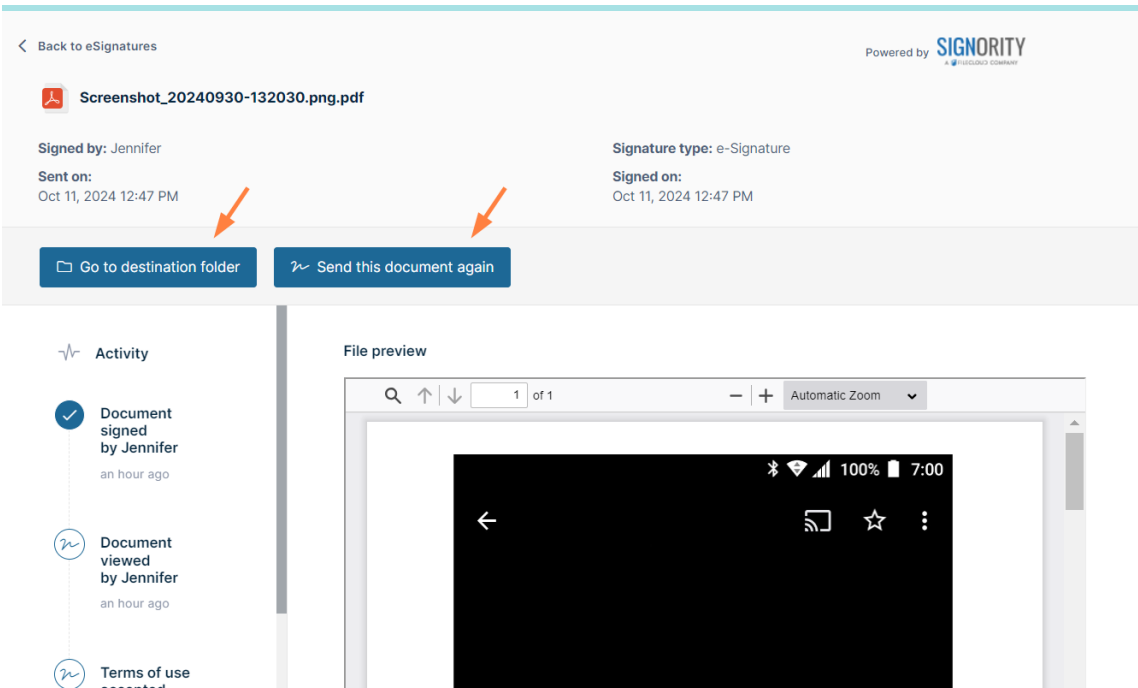 Back to eSignatures
Powered by SIGNORITY
A FILECLOUD COMPANY
Screenshot_20240930-132030.png.pdf
Signed by: Jennifer
Signature type: e-Signature
Sent on:
Signed on:
Oct 11, 2024 12:47 PM
Oct 11, 2024 12:47 PM
Go to destination folder
Send this document again
Activity
File preview
1 of 1
Automatic Zoom
Document
signed
by Jennifer
an hour ago
100% 7:00
Document
viewed
by Jennifer
an hour ago
Terms of use
accepted